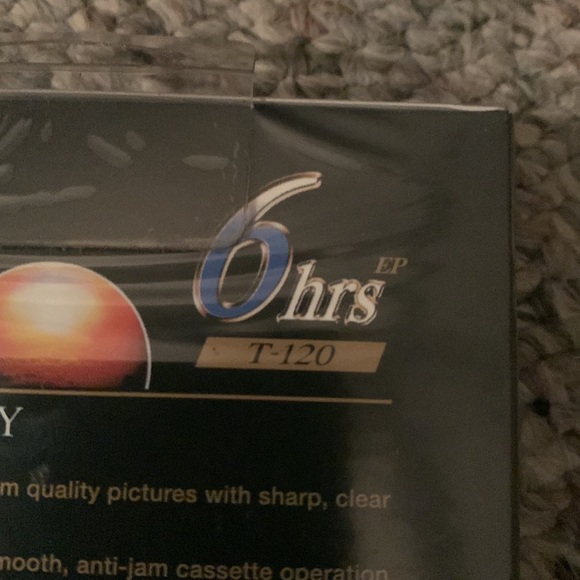 6hrs EP
T-120
Y
m quality pictures with sharp, clear
mooth, anti-jam cassette operation